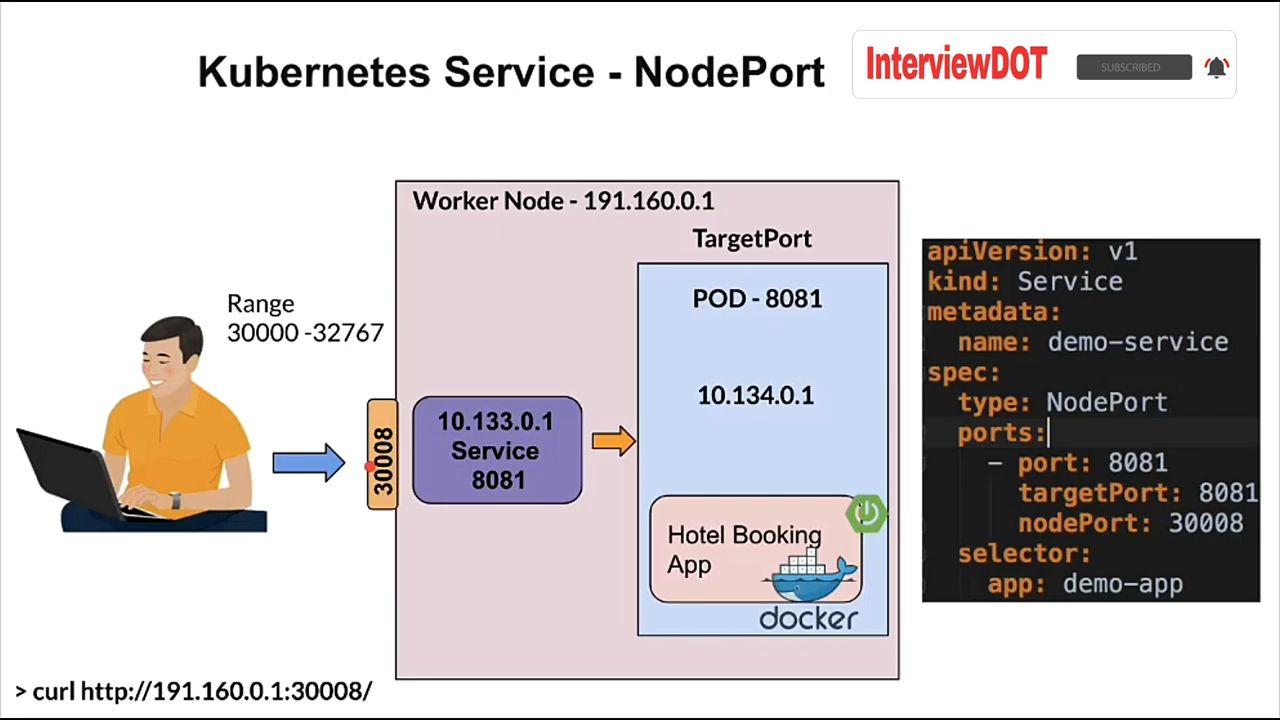 Kubernetes Service - NodePort
InterviewDOT
SUBSCRIBED
Worker Node - 191.160.0.1
TargetPort
POD - 8081
10.134.0.1
Range
30000 -32767
30008
10.133.0.1
Service
8081
Hotel Booking
App
docker
apiVersion: v1
kind: Service
metadata:
  name: demo-service
spec:
  type: NodePort
  ports:
    - port: 8081
      targetPort: 8081
      nodePort: 30008
  selector:
    app: demo-app
> curl http://191.160.0.1:30008/